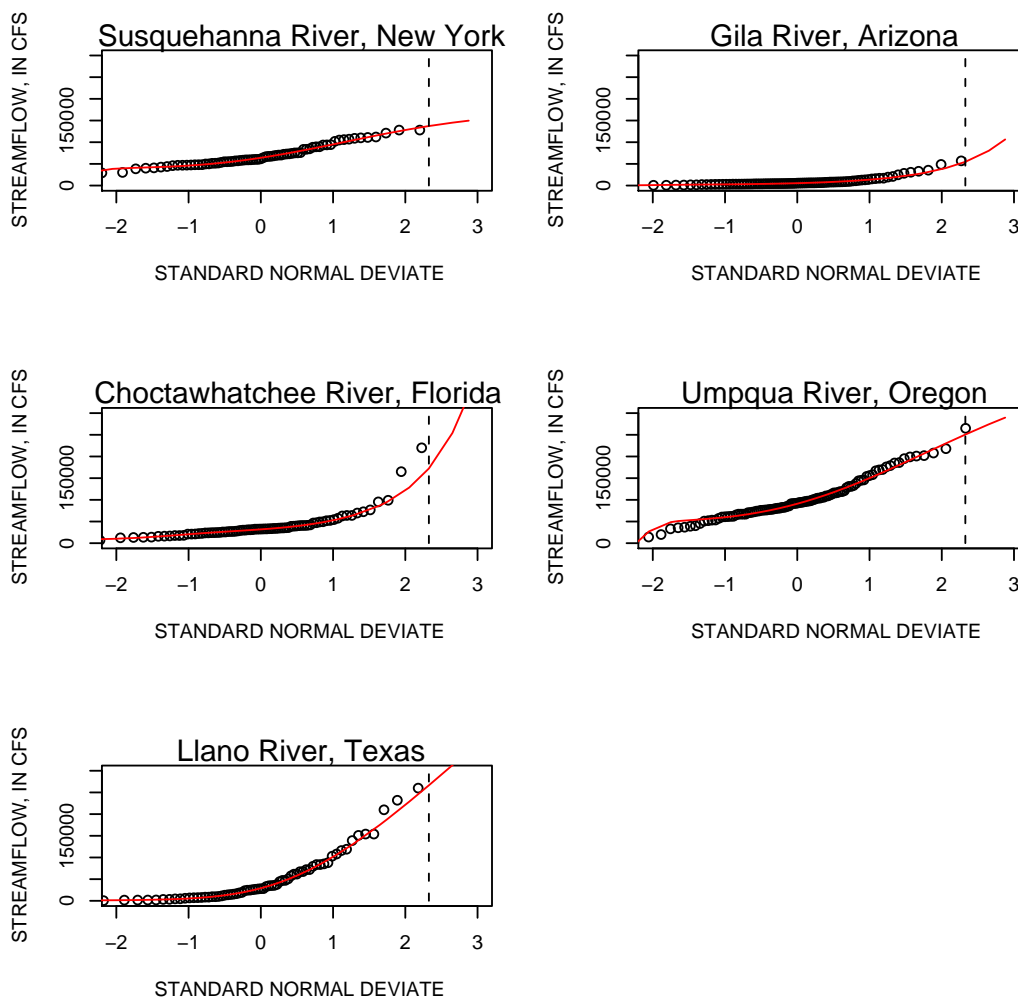 Susquehanna River, New York
STREAMFLOW, IN CFS
0 150000
−2 −1 0 1 2 3
STANDARD NORMAL DEVIATE
Gila River, Arizona
STREAMFLOW, IN CFS
0 150000
−2 −1 0 1 2 3
STANDARD NORMAL DEVIATE
Choctawhatchee River, Florida
STREAMFLOW, IN CFS
0 150000
−2 −1 0 1 2 3
STANDARD NORMAL DEVIATE
Umpqua River, Oregon
STREAMFLOW, IN CFS
0 150000
−2 −1 0 1 2 3
STANDARD NORMAL DEVIATE
Llano River, Texas
STREAMFLOW, IN CFS
0 150000
−2 −1 0 1 2 3
STANDARD NORMAL DEVIATE